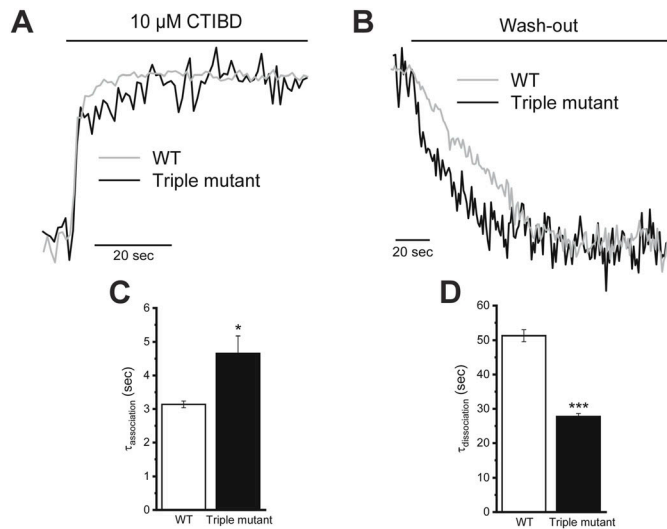 A
10 µM CTIBD
WT
Triple mutant
20 sec
B
Wash-out
WT
Triple mutant
20 sec
C
6
5
4
3
2
1
0
τassociation (sec)
*
WT
Triple mutant
D
60
50
40
30
20
10
0
τdissociation (sec)
***
WT
Triple mutant